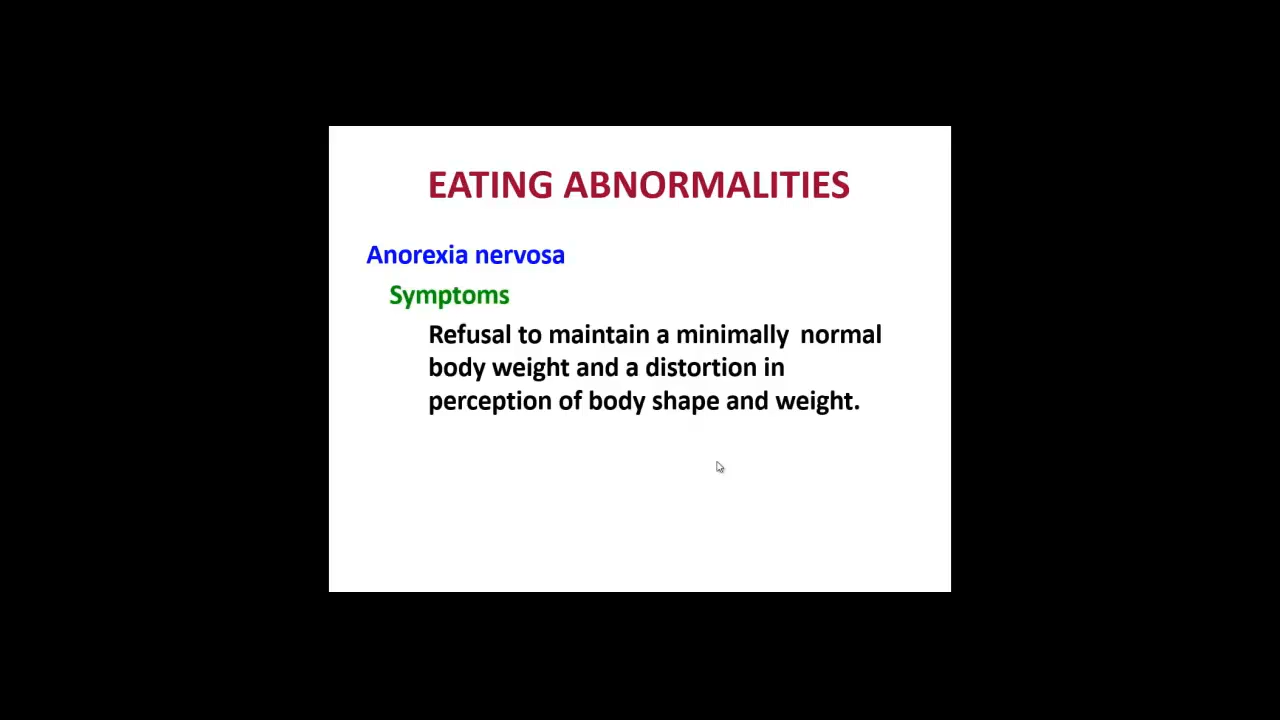 EATING ABNORMALITIES
Anorexia nervosa
Symptoms
Refusal to maintain a minimally normal
body weight and a distortion in
perception of body shape and weight.